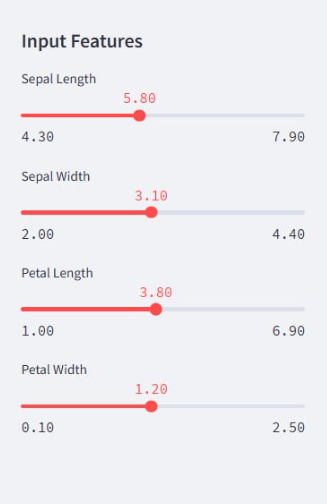 Input Features
Sepal Length
5.80
4.30 7.90
Sepal Width
3.10
2.00 4.40
Petal Length
3.80
1.00 6.90
Petal Width
1.20
0.10 2.50